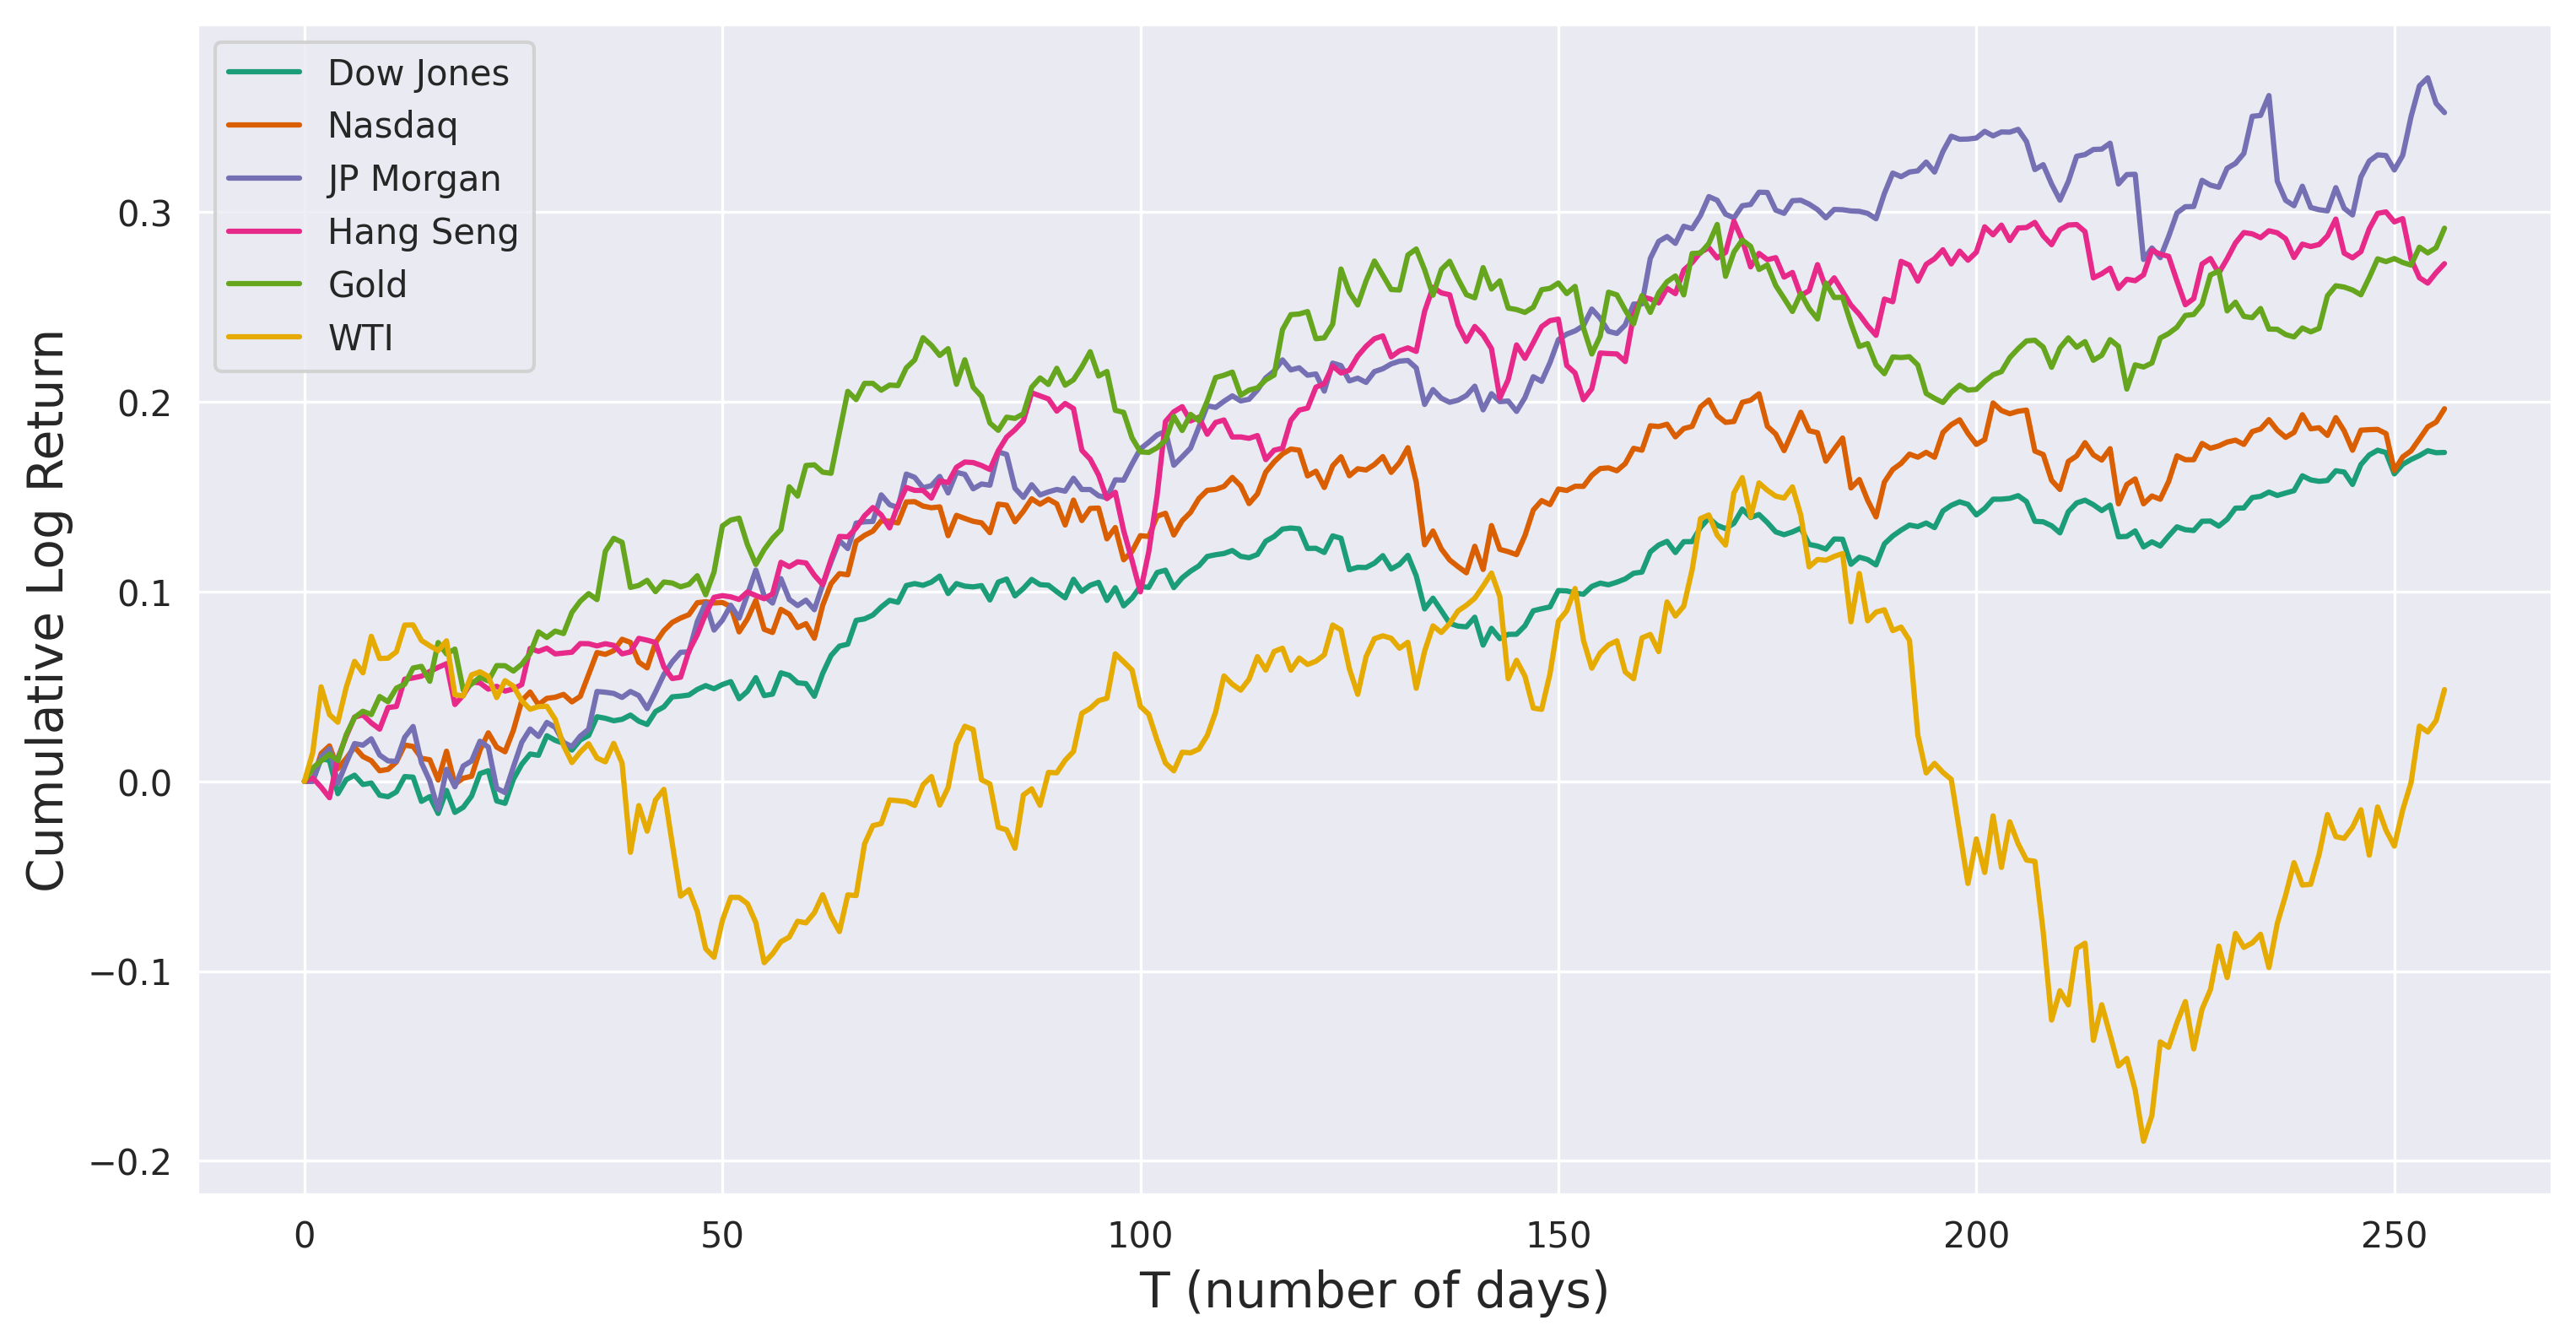 Dow Jones
Nasdaq
JP Morgan
Hang Seng
Gold
WTI
0.3
0.2
0.1
0.0
−0.1
−0.2
Cumulative Log Return
0 50 100 150 200 250
T (number of days)